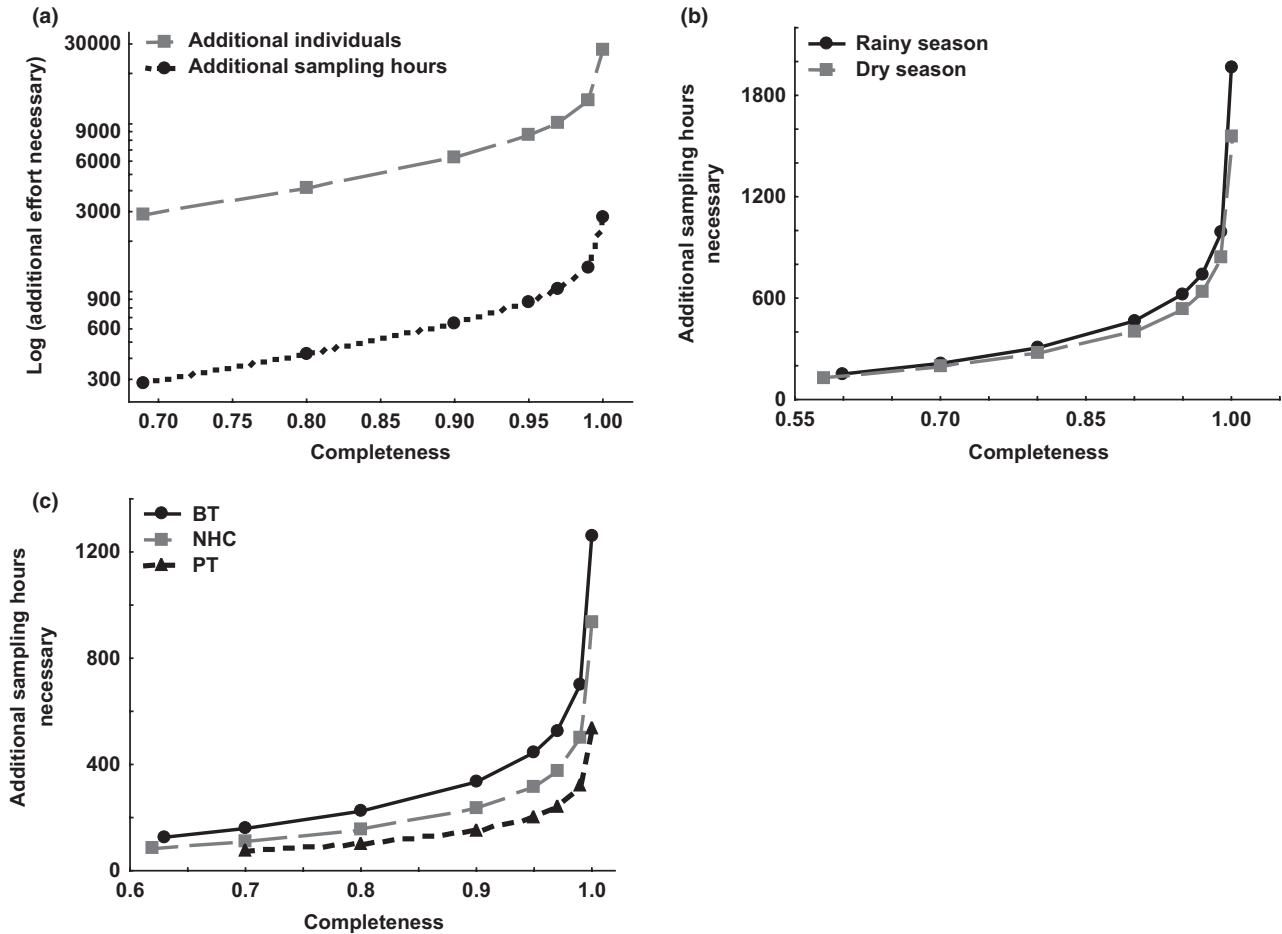 (a)
Additional individuals
Additional sampling hours
Log (additional effort necessary)
30000
9000
6000
3000
900
600
300
0.70 0.75 0.80 0.85 0.90 0.95 1.00
Completeness
(b)
Rainy season
Dry season
Additional sampling hours
necessary
1800
1200
600
0
0.55 0.70 0.85 1.00
Completeness
(c)
BT
NHC
PT
Additional sampling hours
necessary
1200
800
400
0
0.6 0.7 0.8 0.9 1.0
Completeness